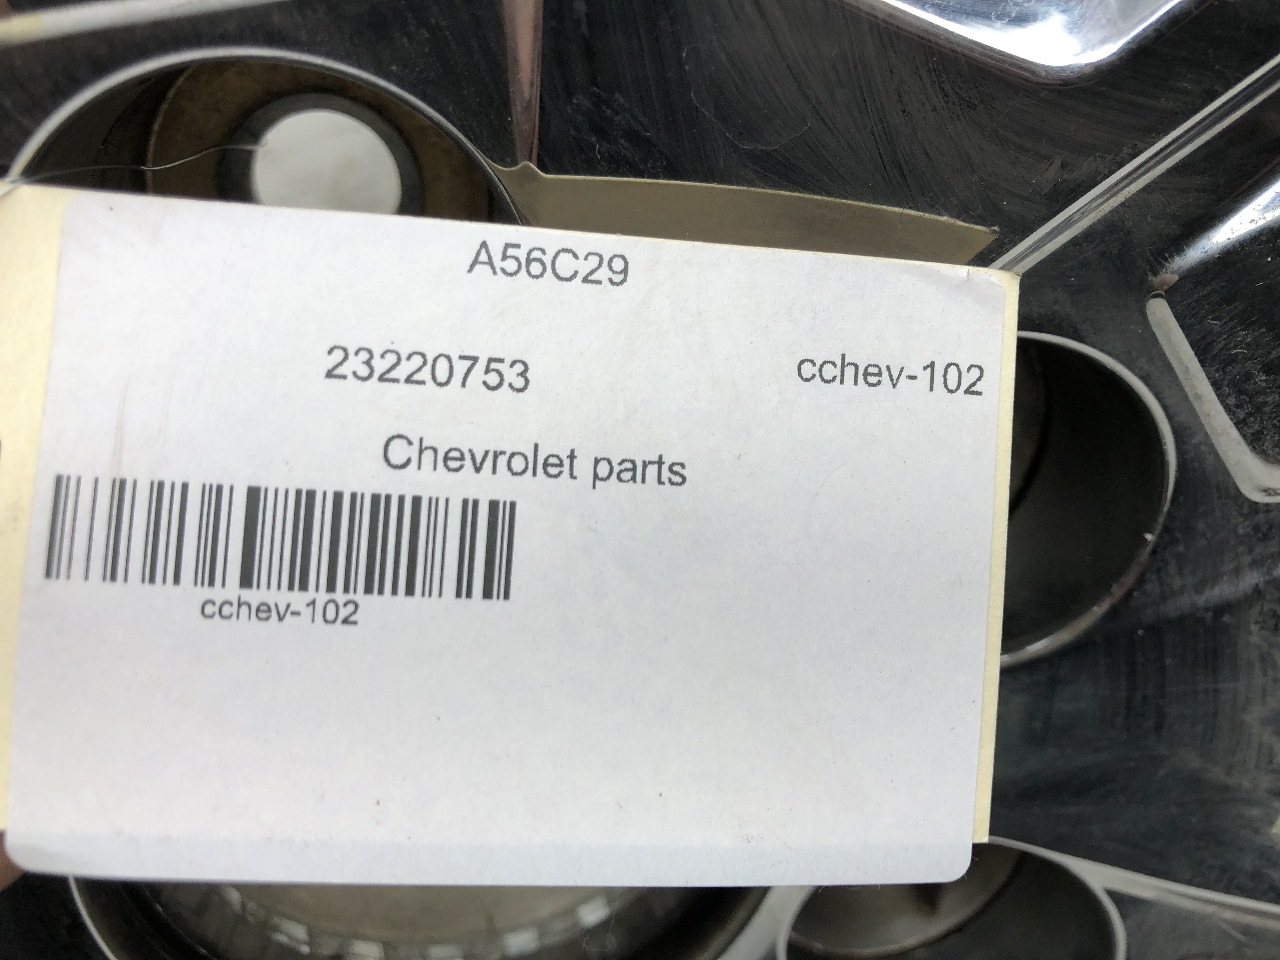 A56C29
23220753
cchev-102
Chevrolet parts
cchev-102